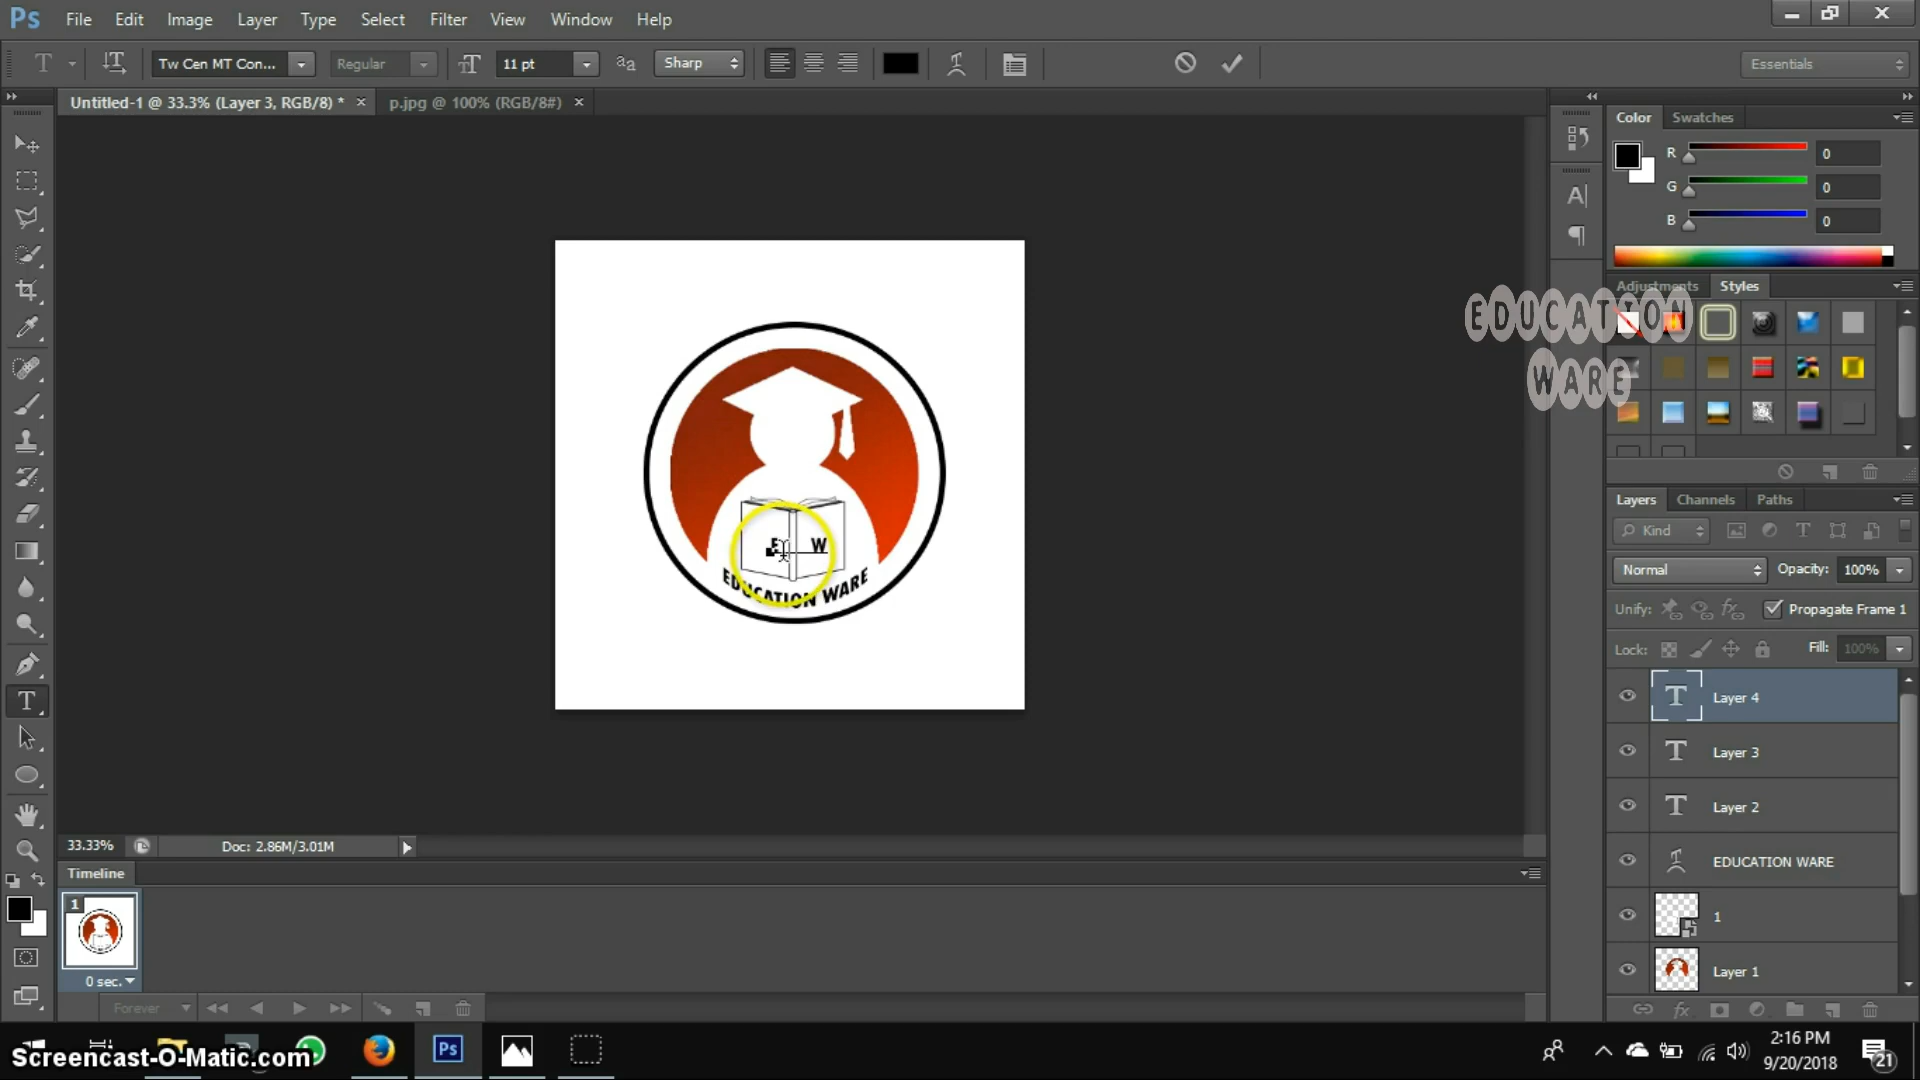 Ps File Edit Image Layer Type Select Filter View Window Help
Tw Cen MT Con... Regular 11 pt aa Sharp Essentials
Untitled-1 @ 33.3% (Layer 3, RGB/8) * × p.jpg @ 100% (RGB/8#) ×
Color Swatches
R 0
G 0
B 0
Adjustments Styles
EDUCATION
WARE
E W
EDUCATION WARE
Layers Channels Paths
Kind
Normal Opacity: 100%
Unify: Propagate Frame 1
Lock: Fill: 100%
Layer 4
Layer 3
Layer 2
EDUCATION WARE
1
Layer 1
33.33% Doc: 2.86M/3.01M
Timeline
1
0 sec.
Forever
Screencast-O-Matic.com
Ps
2:16 PM
9/20/2018
21